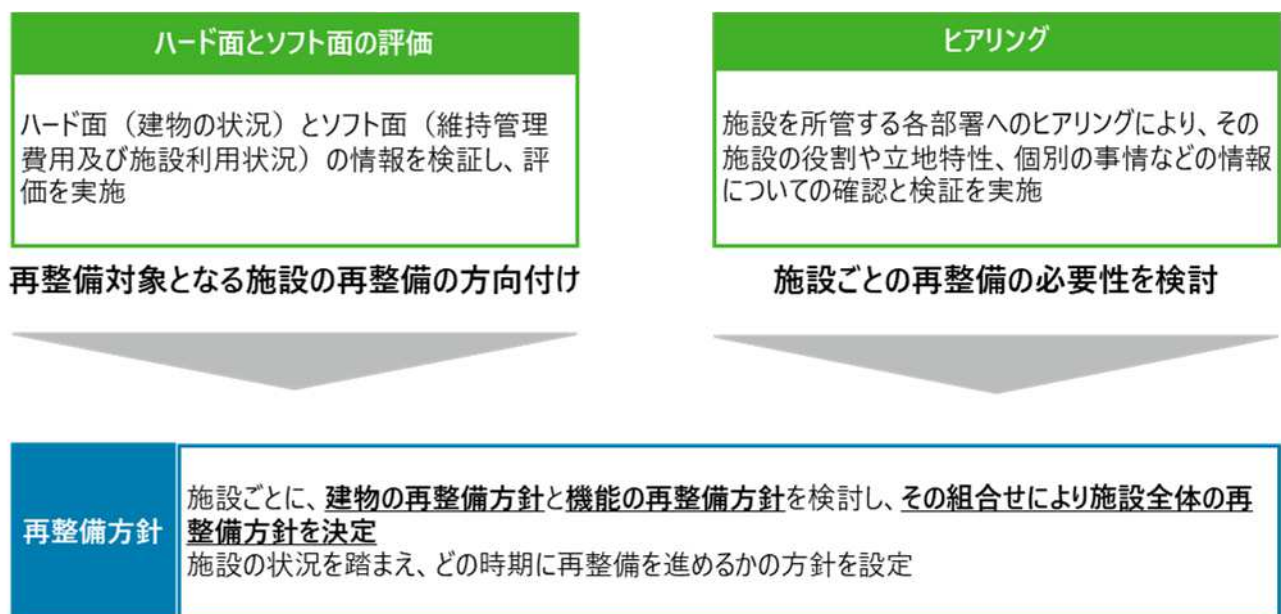 ハード面とソフト面の評価
ハード面（建物の状況）とソフト面（維持管理
費用及び施設利用状況）の情報を検証し、評
価を実施
再整備対象となる施設の再整備の方向付け
ヒアリング
施設を所管する各部署へのヒアリングにより、その
施設の役割や立地特性、個別の事情などの情報
についての確認と検証を実施
施設ごとの再整備の必要性を検討
再整備方針
施設ごとに、建物の再整備方針と機能の再整備方針を検討し、その組合せにより施設全体の再
整備方針を決定
施設の状況を踏まえ、どの時期に再整備を進めるかの方針を設定